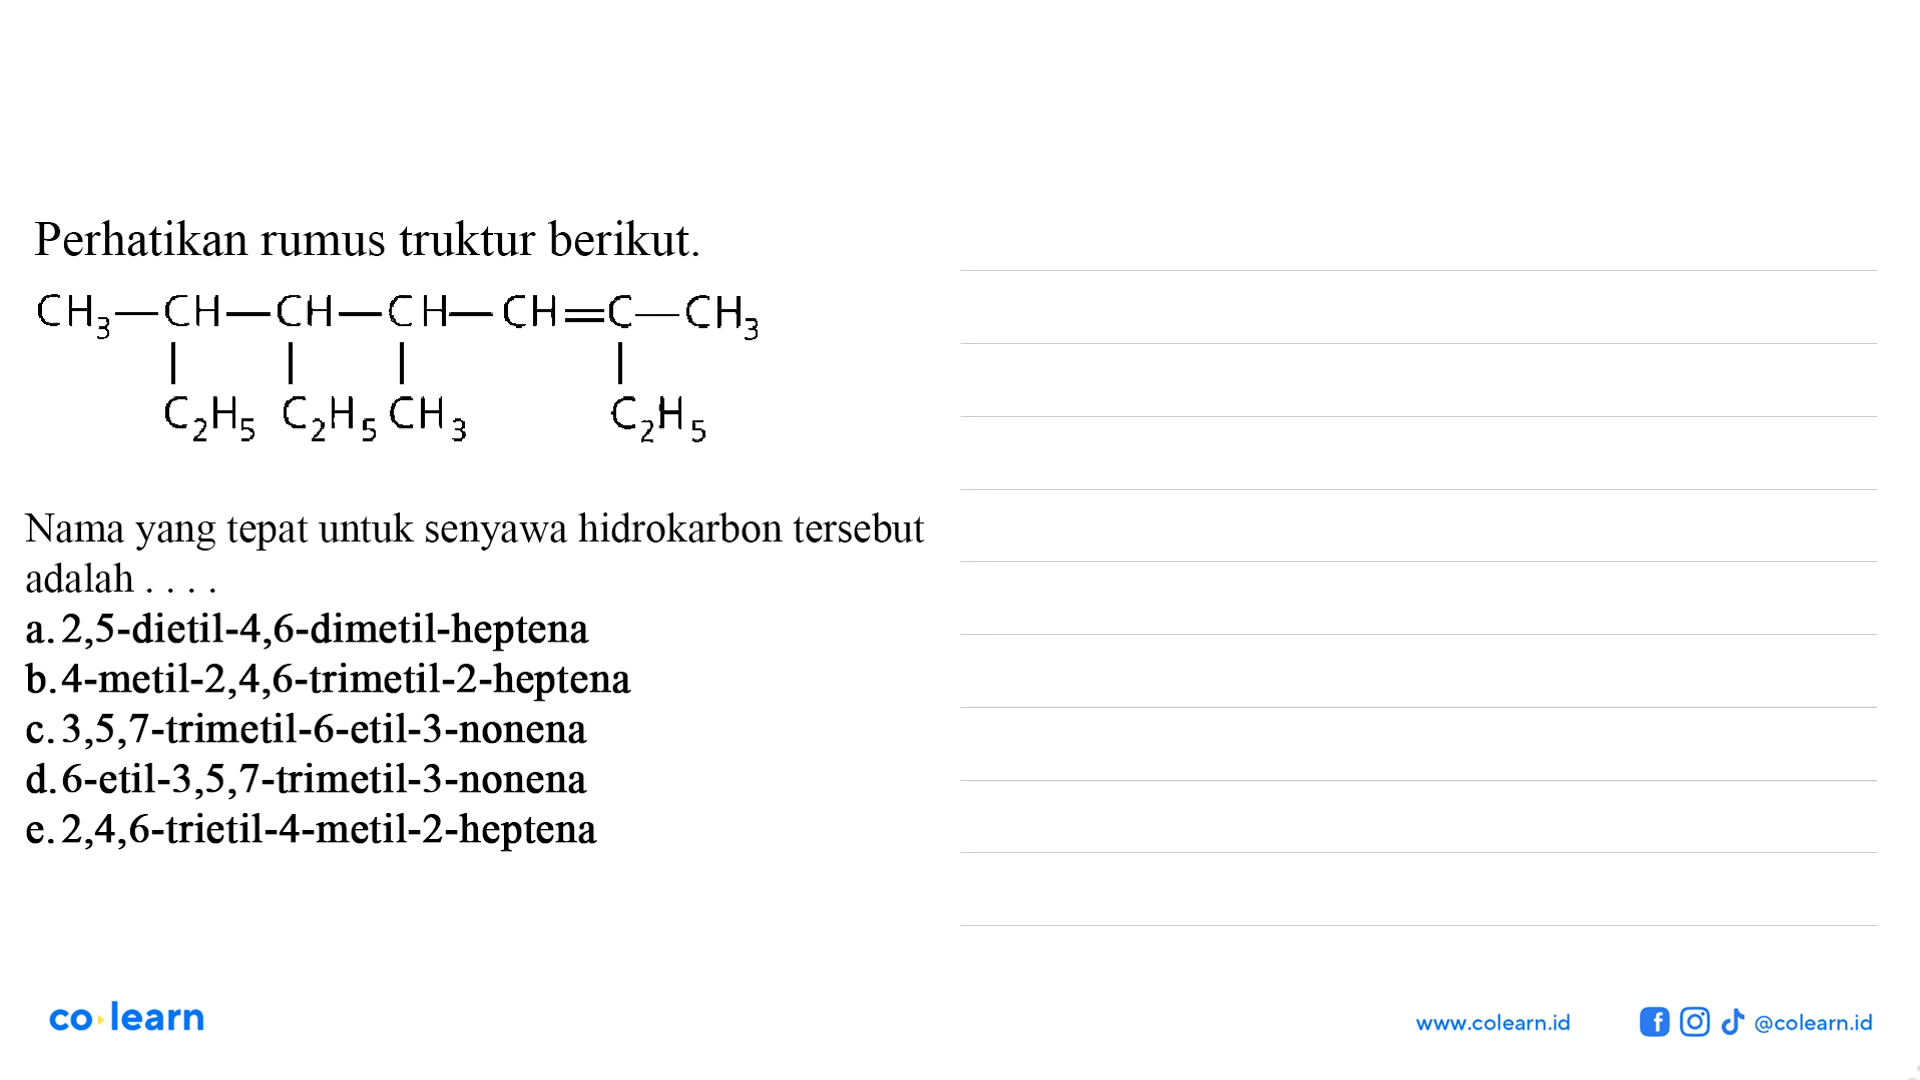 Perhatikan rumus truktur berikut.
CH₃—CH—CH—CH—CH=C—CH₃
| | | |
C₂H₅ C₂H₅ CH₃ C₂H₅
Nama yang tepat untuk senyawa hidrokarbon tersebut
adalah . . . .
a. 2,5-dietil-4,6-dimetil-heptena
b. 4-metil-2,4,6-trimetil-2-heptena
c. 3,5,7-trimetil-6-etil-3-nonena
d. 6-etil-3,5,7-trimetil-3-nonena
e. 2,4,6-trietil-4-metil-2-heptena
co learn
www.colearn.id
@colearn.id